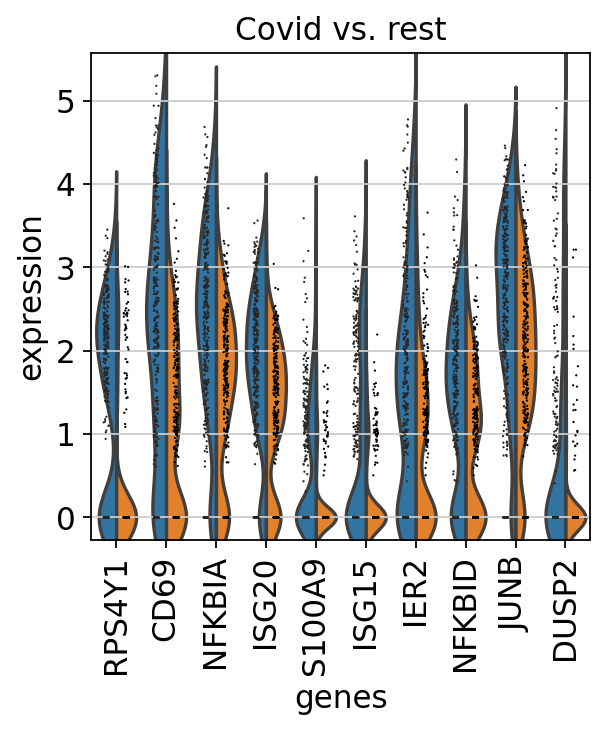 Covid vs. rest
expression
5
4
3
2
1
0
RPS4Y1
CD69
NFKBIA
ISG20
S100A9
ISG15
IER2
NFKBID
JUNB
DUSP2
genes